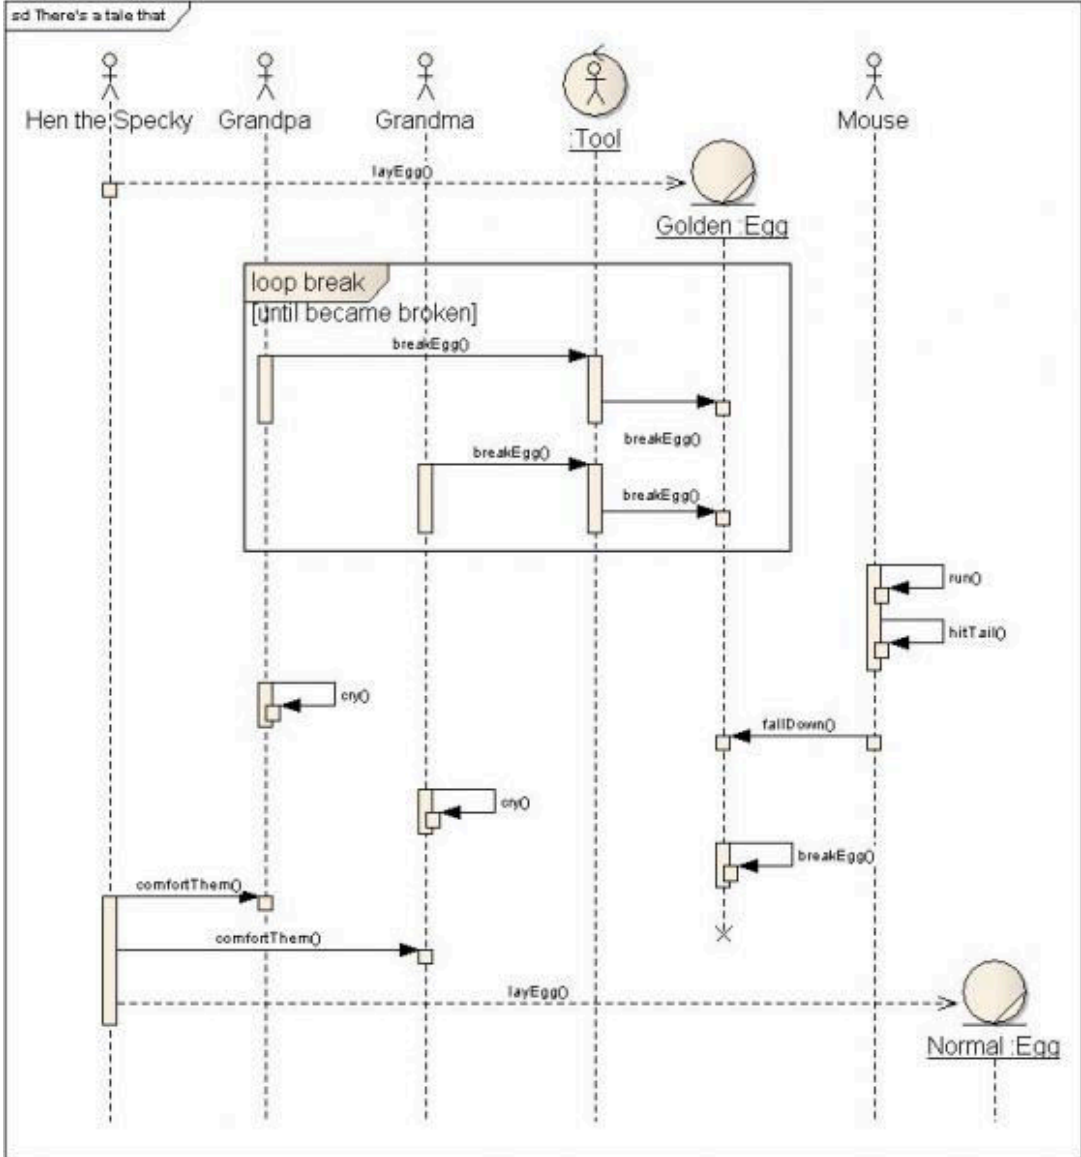 sd There's a tale that
Hen the Specky
Grandpa
Grandma
:Tool
Mouse
layEgg()
Golden :Egg
loop break
[until became broken]
breakEgg()
breakEgg()
breakEgg()
breakEgg()
run()
hitTail()
cry()
fallDown()
cry()
breakEgg()
comfortThem()
comfortThem()
layEgg()
Normal :Egg